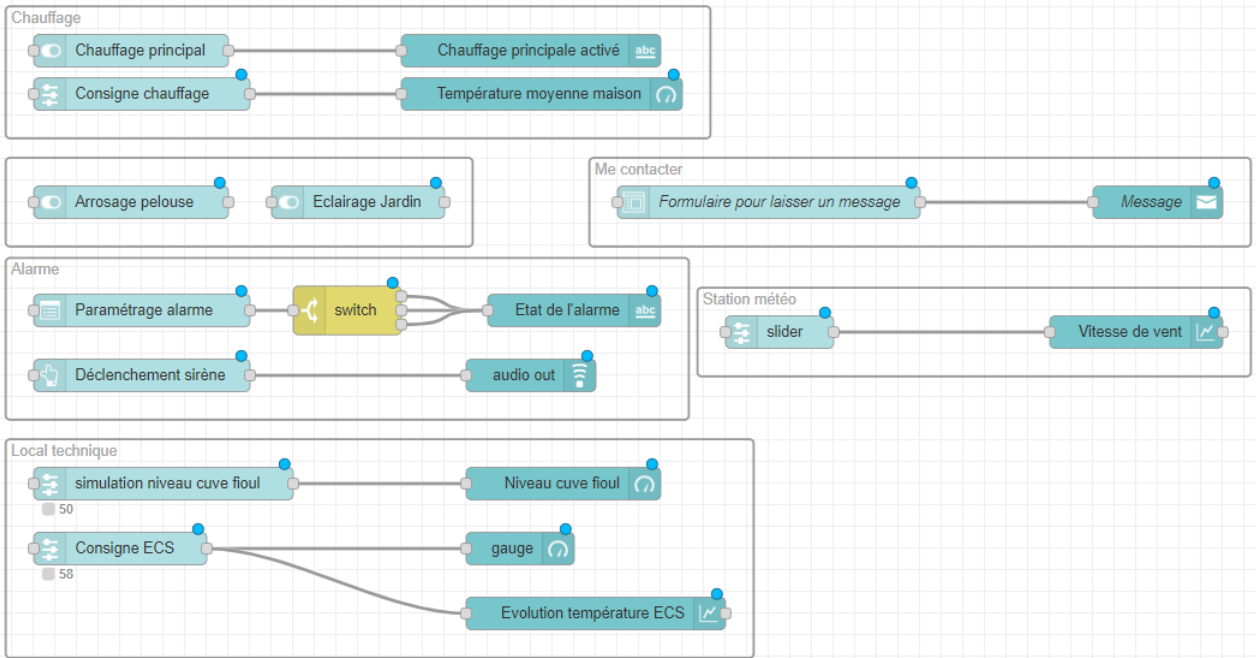 Chauffage
Chauffage principal
Chauffage principale activé
abc
Consigne chauffage
Température moyenne maison
Arrosage pelouse
Eclairage Jardin
Me contacter
Formulaire pour laisser un message
Message
Alarme
Paramétrage alarme
switch
Etat de l'alarme
abc
Déclenchement sirène
audio out
Station météo
slider
Vitesse de vent
Local technique
simulation niveau cuve fioul
Niveau cuve fioul
50
Consigne ECS
gauge
58
Evolution température ECS